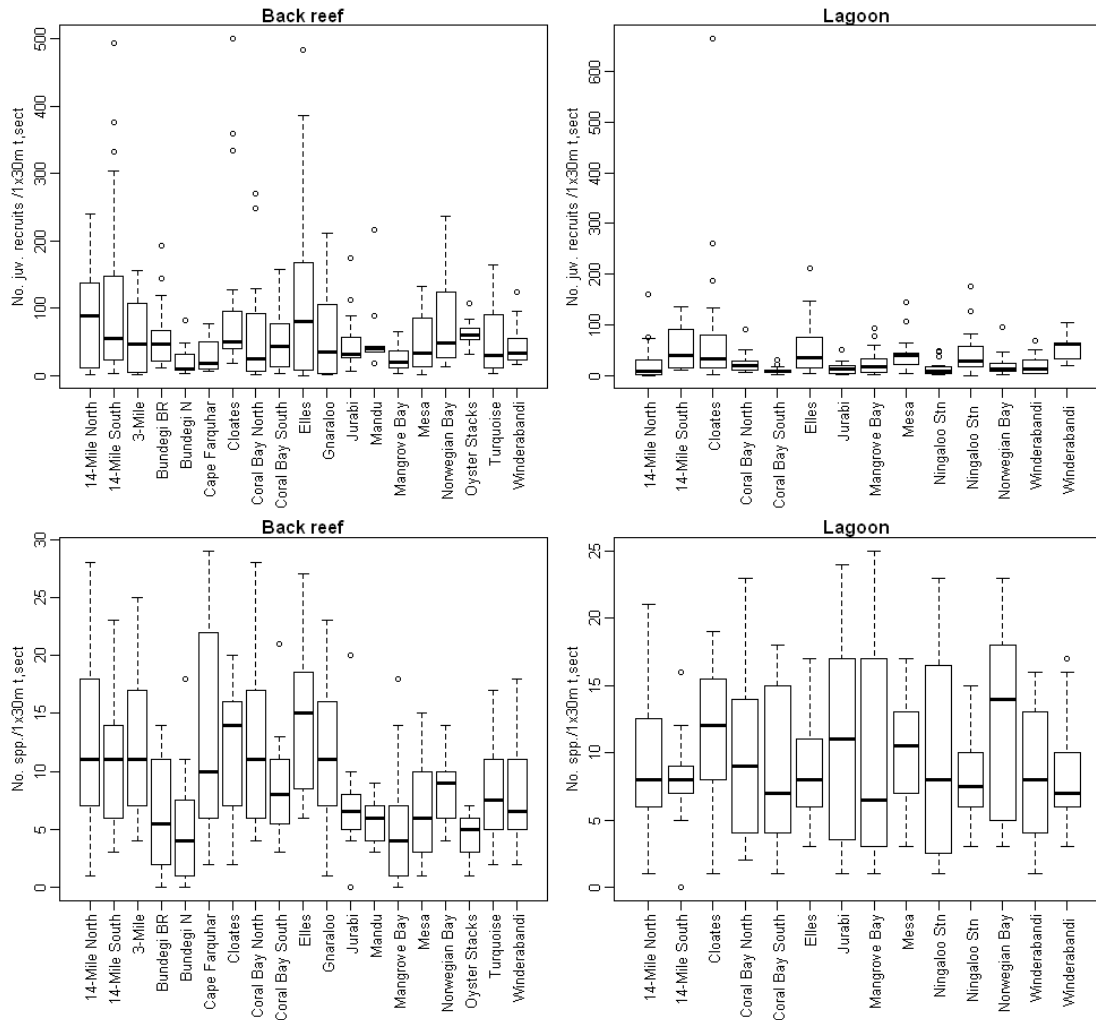 Back reef
No. juv. recruits /1x30m t,sect
500
400
300
200
100
0
14-Mile North
14-Mile South
3-Mile
Bundegi BR
Bundegi N
Cape Farquhar
Cloates
Coral Bay North
Coral Bay South
Elles
Gnaraloo
Jurabi
Mandu
Mangrove Bay
Mesa
Norwegian Bay
Oyster Stacks
Turquoise
Winderabandi
Lagoon
No. juv. recruits /1x30m t,sect
600
500
400
300
200
100
0
14-Mile North
14-Mile South
Cloates
Coral Bay North
Coral Bay South
Elles
Jurabi
Mangrove Bay
Mesa
Ningaloo Stn
Ningaloo Stn
Norwegian Bay
Winderabandi
Winderabandi
Back reef
No. spp./1x30m t,sect
30
25
20
15
10
5
0
14-Mile North
14-Mile South
3-Mile
Bundegi BR
Bundegi N
Cape Farquhar
Cloates
Coral Bay North
Coral Bay South
Elles
Gnaraloo
Jurabi
Mandu
Mangrove Bay
Mesa
Norwegian Bay
Oyster Stacks
Turquoise
Winderabandi
Lagoon
No. spp./1x30m t,sect
25
20
15
10
5
0
14-Mile North
14-Mile South
Cloates
Coral Bay North
Coral Bay South
Elles
Jurabi
Mangrove Bay
Mesa
Ningaloo Stn
Ningaloo Stn
Norwegian Bay
Winderabandi
Winderabandi